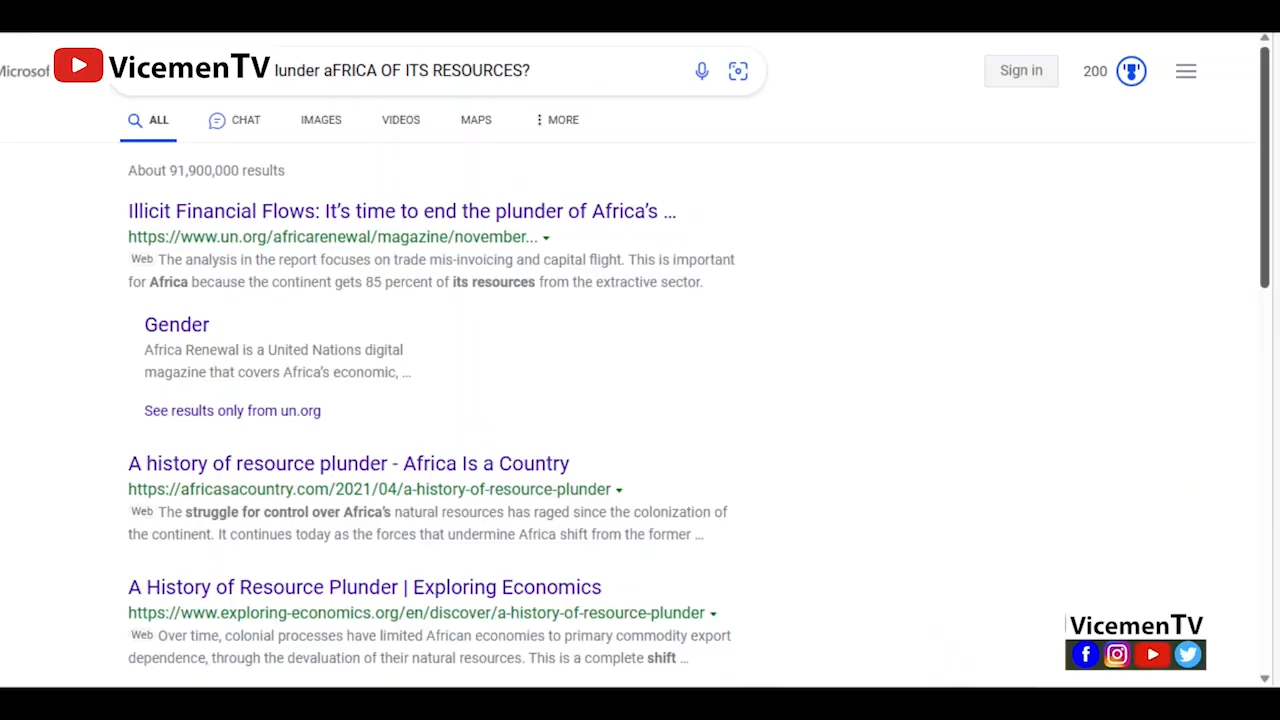 Microsof
VicemenTV
lunder aFRICA OF ITS RESOURCES?
Sign in
200
ALL
CHAT
IMAGES
VIDEOS
MAPS
MORE
About 91,900,000 results
Illicit Financial Flows: It’s time to end the plunder of Africa’s ...
https://www.un.org/africarenewal/magazine/november...
Web The analysis in the report focuses on trade mis-invoicing and capital flight. This is important
for Africa because the continent gets 85 percent of its resources from the extractive sector.
Gender
Africa Renewal is a United Nations digital
magazine that covers Africa’s economic, ...
See results only from un.org
A history of resource plunder - Africa Is a Country
https://africasacountry.com/2021/04/a-history-of-resource-plunder
Web The struggle for control over Africa’s natural resources has raged since the colonization of
the continent. It continues today as the forces that undermine Africa shift from the former ...
A History of Resource Plunder | Exploring Economics
https://www.exploring-economics.org/en/discover/a-history-of-resource-plunder
Web Over time, colonial processes have limited African economies to primary commodity export
dependence, through the devaluation of their natural resources. This is a complete shift ...
VicemenTV